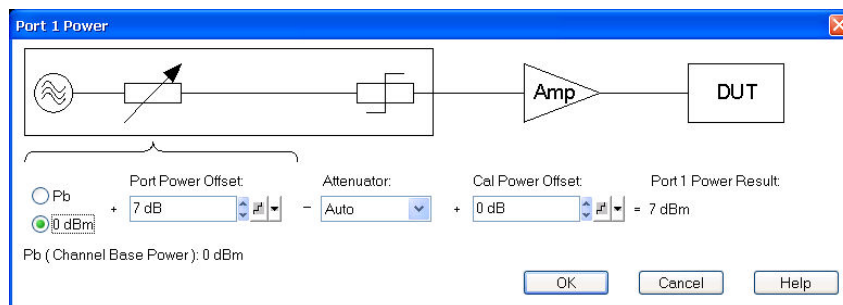 Port 1 Power
Amp
DUT
Port Power Offset:
Attenuator:
Cal Power Offset:
Port 1 Power Result:
Pb
0 dBm
+
7 dB
-
Auto
+
0 dB
= 7 dBm
Pb ( Channel Base Power ): 0 dBm
OK
Cancel
Help